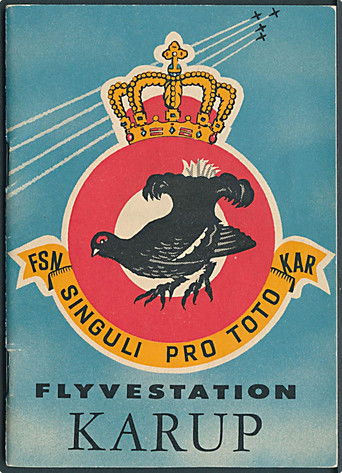 FSN SINGULI PRO TOTO KAR
FLYVESTATION
KARUP